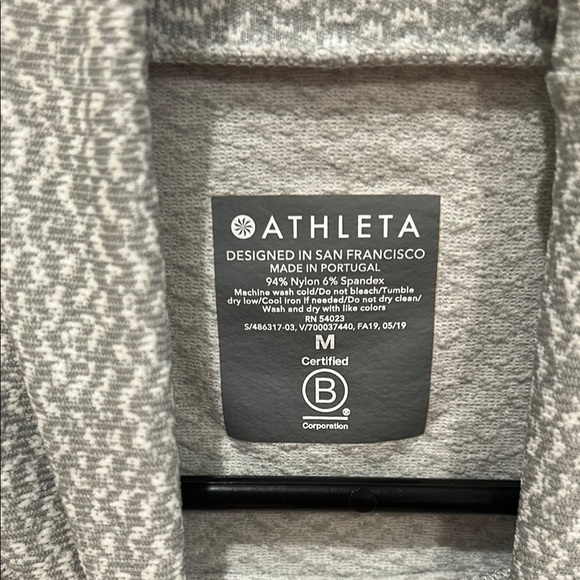 ATHLETA
DESIGNED IN SAN FRANCISCO
MADE IN PORTUGAL
94% Nylon 6% Spandex
Machine wash cold/Do not bleach/Tumble
dry low/Cool iron if needed/Do not dry clean/
Wash and dry with like colors
RN 54023
S/486317-03, V/700037440, FA19, 05/19
M
Certified
B®
Corporation